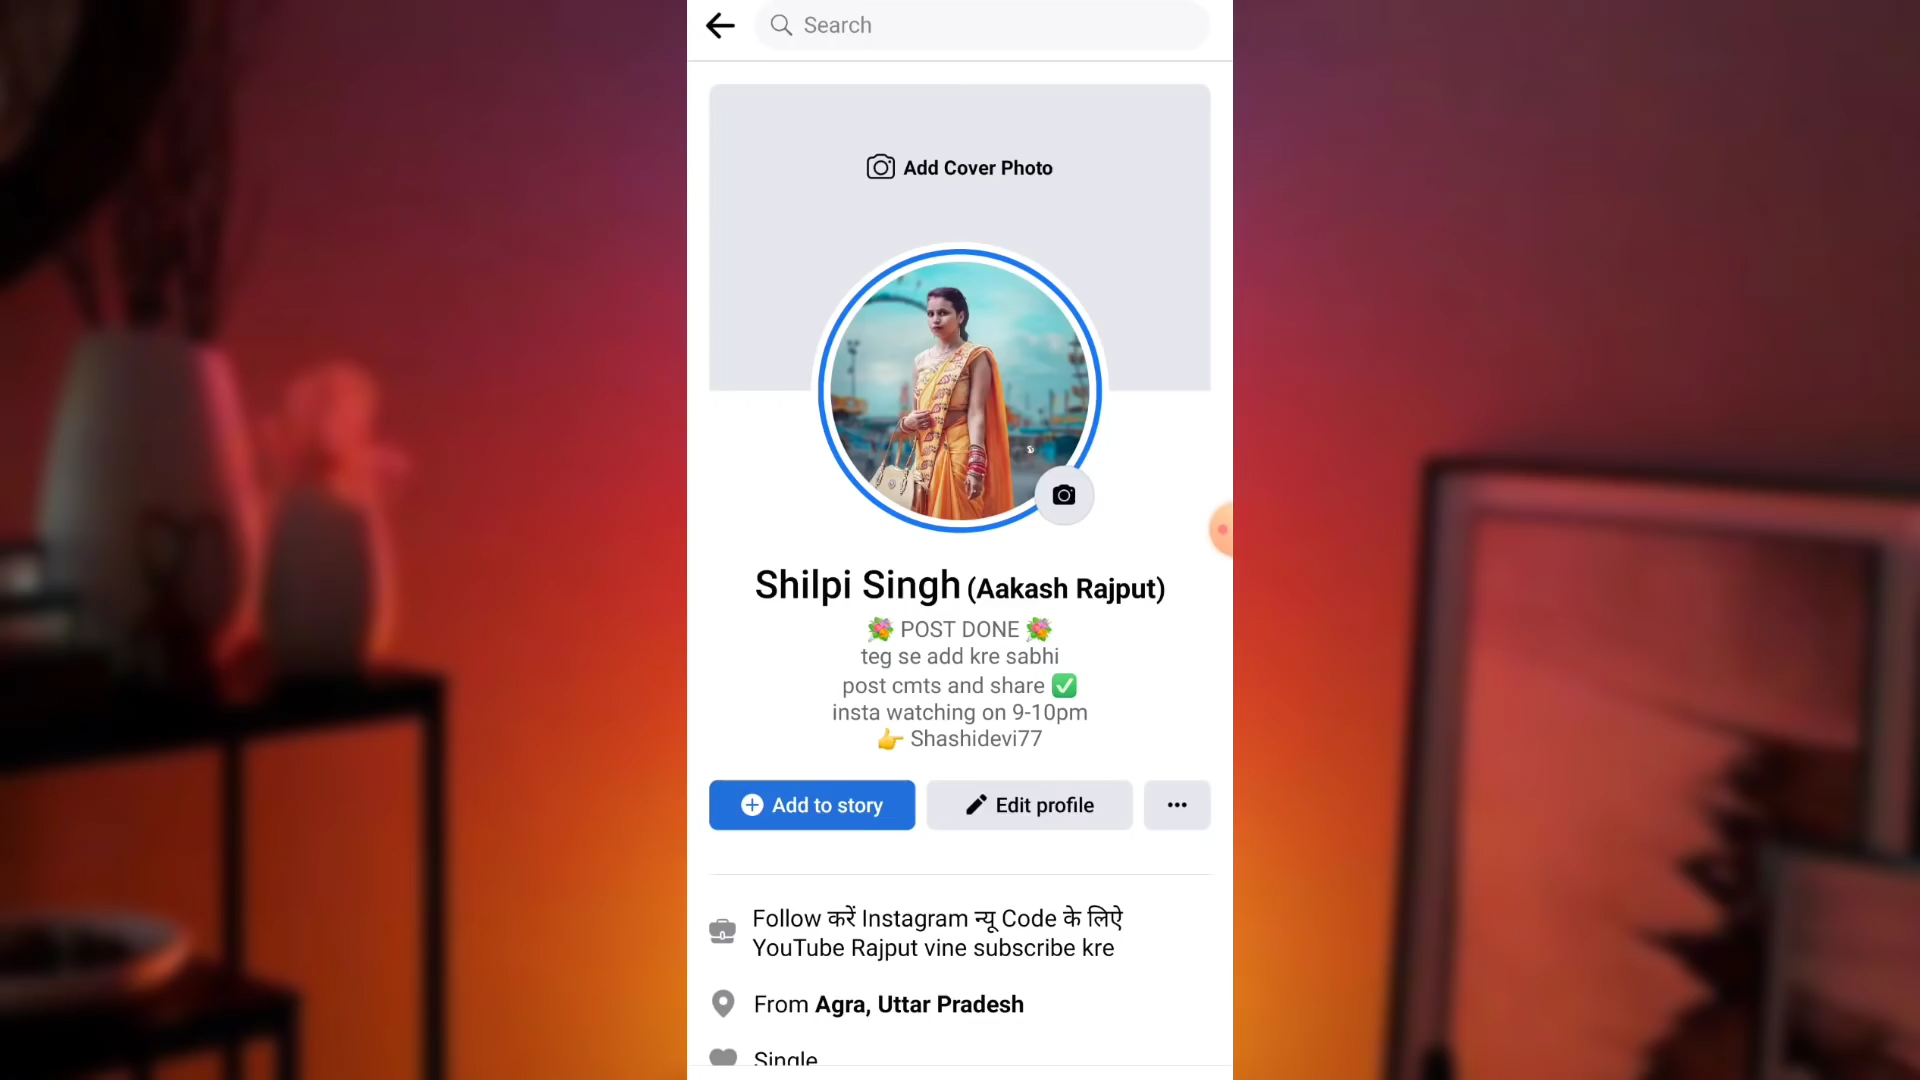 Search
Add Cover Photo
Shilpi Singh (Aakash Rajput)
💐 POST DONE 💐
teg se add kre sabhi
post cmts and share ✅
insta watching on 9-10pm
👉 Shashidevi77
Add to story
Edit profile
Follow करें Instagram न्यू Code के लिऐ
YouTube Rajput vine subscribe kre
From Agra, Uttar Pradesh
Single